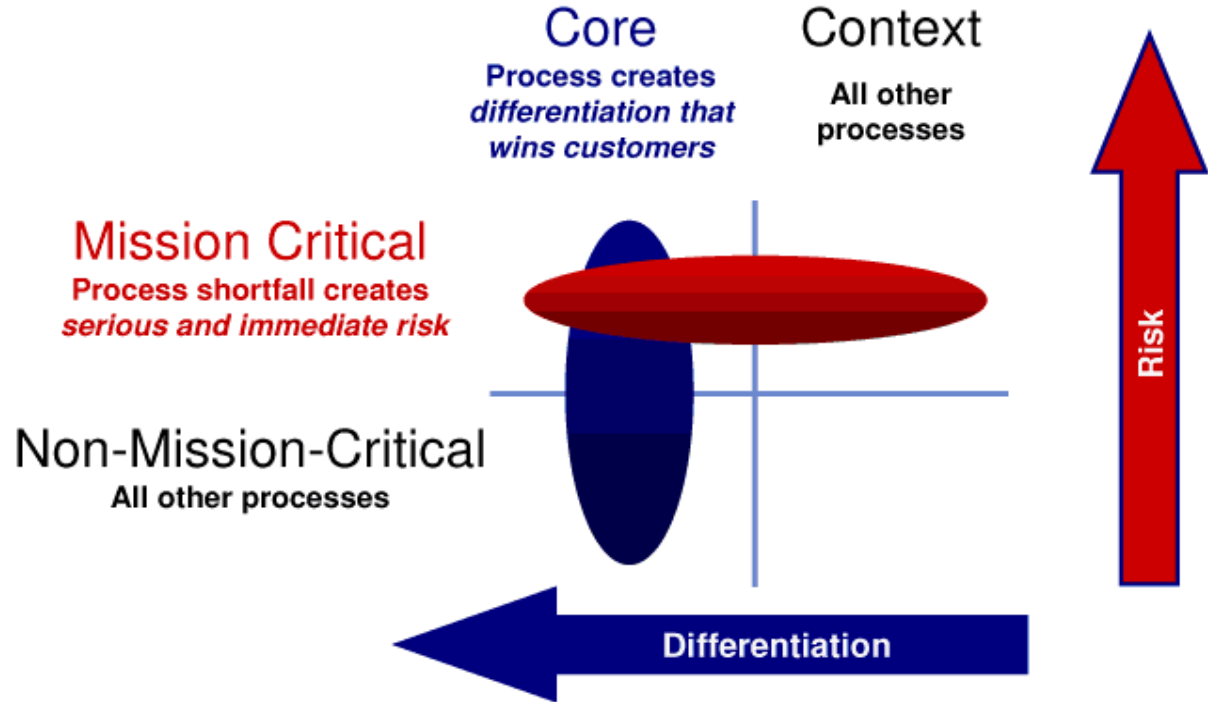 Core
Process creates
differentiation that
wins customers
Context
All other
processes
Mission Critical
Process shortfall creates
serious and immediate risk
Non-Mission-Critical
All other processes
Risk
Differentiation